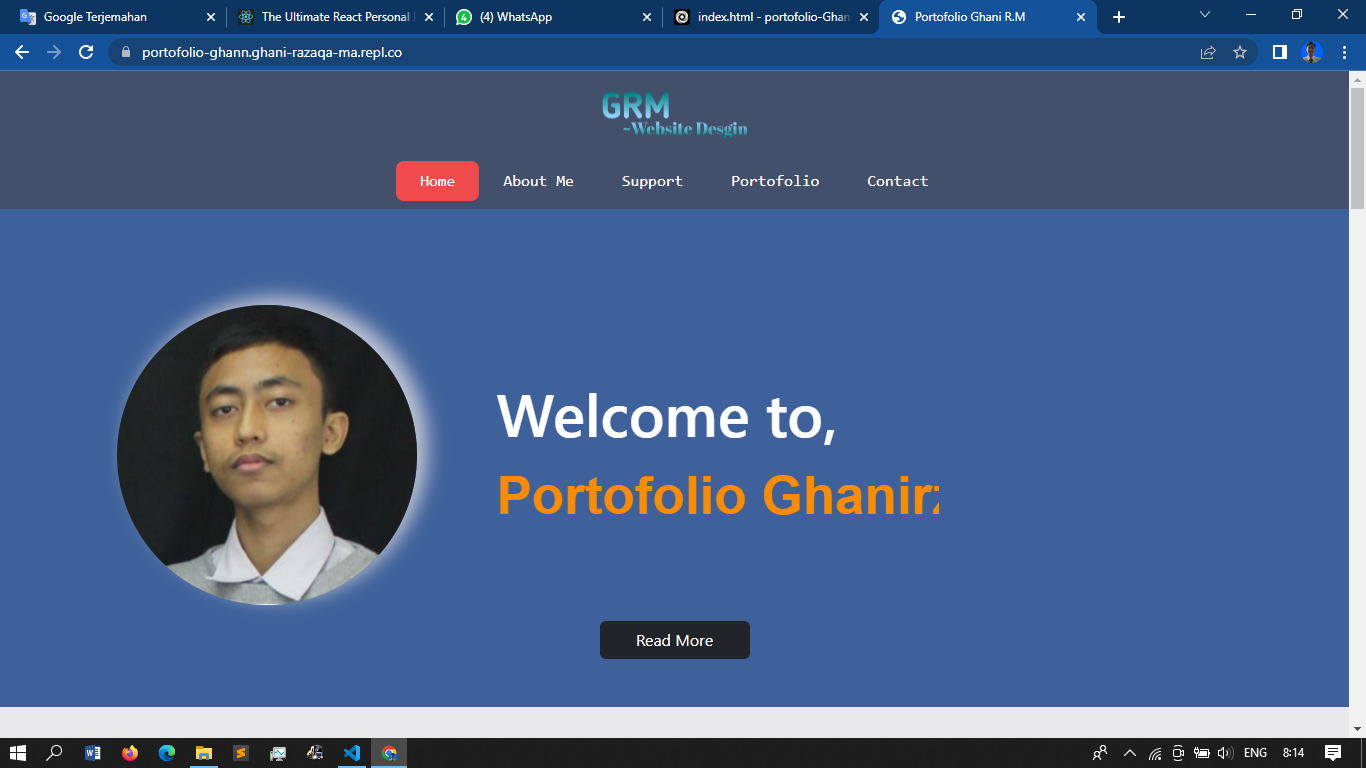 Google Terjemahan
The Ultimate React Personal
(4) WhatsApp
index.html - portofolio-Ghan
Portofolio Ghani R.M
portofolio-ghann.ghani-razaqa-ma.repl.co
GRM
~Website Desgin
Home About Me Support Portofolio Contact
Welcome to,
Portofolio Ghanirz
Read More
ENG 8:14